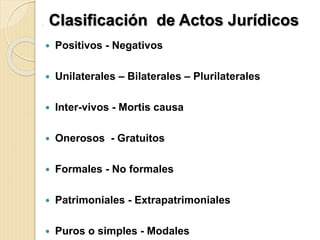 Clasificación de Actos Jurídicos
Positivos - Negativos
Unilaterales – Bilaterales – Plurilaterales
Inter-vivos - Mortis causa
Onerosos - Gratuitos
Formales - No formales
Patrimoniales - Extrapatrimoniales
Puros o simples - Modales